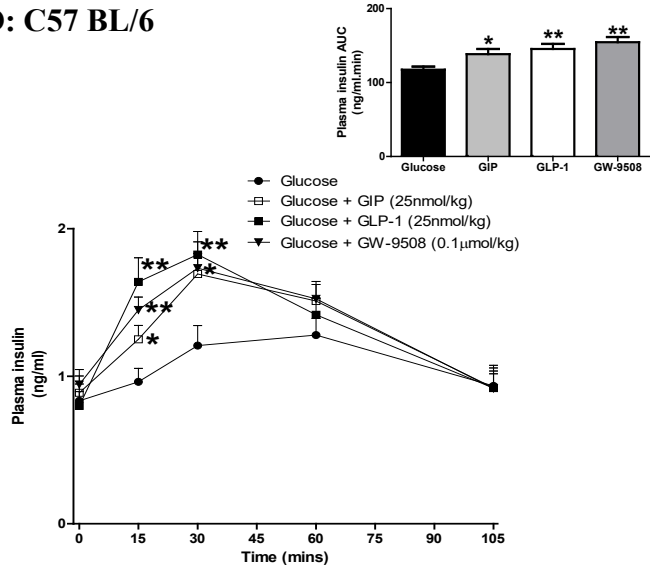 : C57 BL/6
Plasma insulin AUC
(ng/ml.min)
200
100
0
Glucose GIP GLP-1 GW-9508
* ** **
Glucose
Glucose + GIP (25nmol/kg)
Glucose + GLP-1 (25nmol/kg)
Glucose + GW-9508 (0.1μmol/kg)
Plasma insulin
(ng/ml)
2
1
0
**
**
*
**
*
0 15 30 45 60 75 90 105
Time (mins)